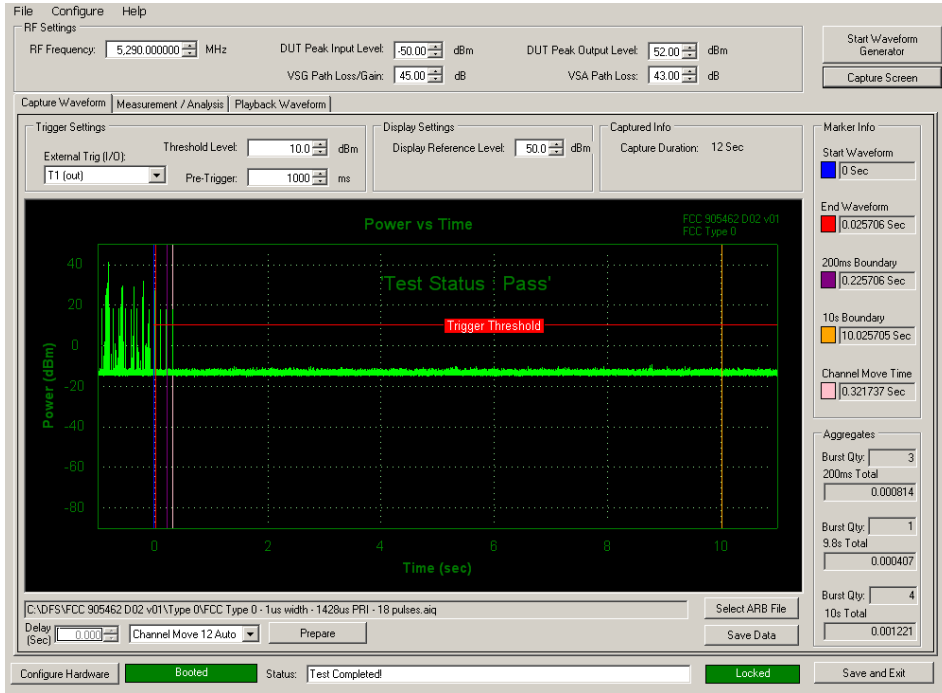 File Configure Help
RF Settings
RF Frequency: 5,290.000000 MHz
DUT Peak Input Level: -50.00 dBm
DUT Peak Output Level: 52.00 dBm
VSG Path Loss/Gain: 45.00 dB
VSA Path Loss: 43.00 dB
Start Waveform
Generator
Capture Screen
Capture Waveform Measurement / Analysis Playback Waveform
Trigger Settings
External Trig (I/O):
T1 (out)
Threshold Level: 10.0 dBm
Pre-Trigger: 1000 ms
Display Settings
Display Reference Level: 50.0 dBm
Captured Info
Capture Duration: 12 Sec
Marker Info
Start Waveform
0 Sec
End Waveform
0.025706 Sec
200ms Boundary
0.225706 Sec
10s Boundary
10.025705 Sec
Channel Move Time
0.321737 Sec
Power vs Time
FCC 905462 D02 v01
FCC Type 0
'Test Status : Pass'
Trigger Threshold
Power (dBm)
40
20
0
-20
-40
-60
-80
0 2 4 6 8 10
Time (sec)
Aggregates
Burst Qty: 3
200ms Total
0.000814
Burst Qty: 1
9.8s Total
0.000407
Burst Qty: 4
10s Total
0.001221
C:\DFS\FCC 905462 D02 v01\Type 0\FCC Type 0 - 1us width - 1428us PRI - 18 pulses.aiq
Select ARB File
Delay
(Sec) 0.000 Channel Move 12 Auto Prepare
Save Data
Configure Hardware Booted Status: Test Completed! Locked Save and Exit